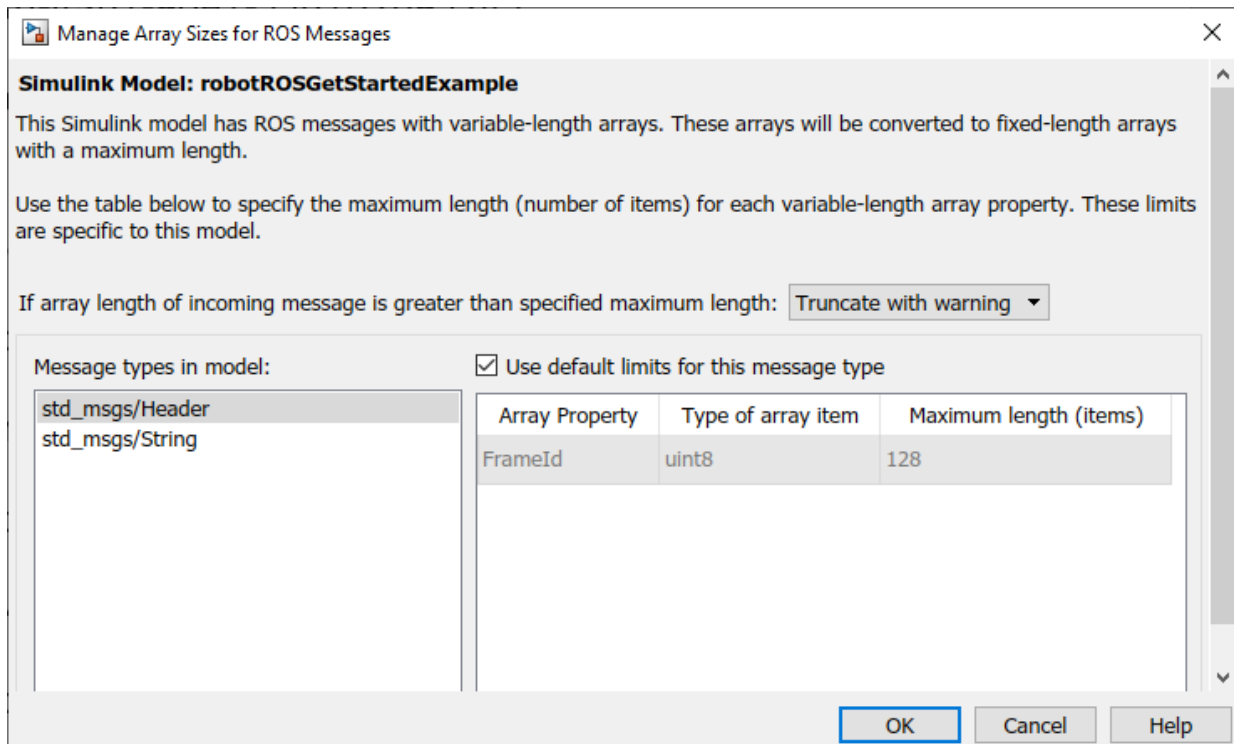 Manage Array Sizes for ROS Messages
Simulink Model: robotROSGetStartedExample
This Simulink model has ROS messages with variable-length arrays. These arrays will be converted to fixed-length arrays
with a maximum length.
Use the table below to specify the maximum length (number of items) for each variable-length array property. These limits
are specific to this model.
If array length of incoming message is greater than specified maximum length: Truncate with warning
Message types in model:
std_msgs/Header
std_msgs/String
Use default limits for this message type
Array Property Type of array item Maximum length (items)
FrameId uint8 128
OK Cancel Help